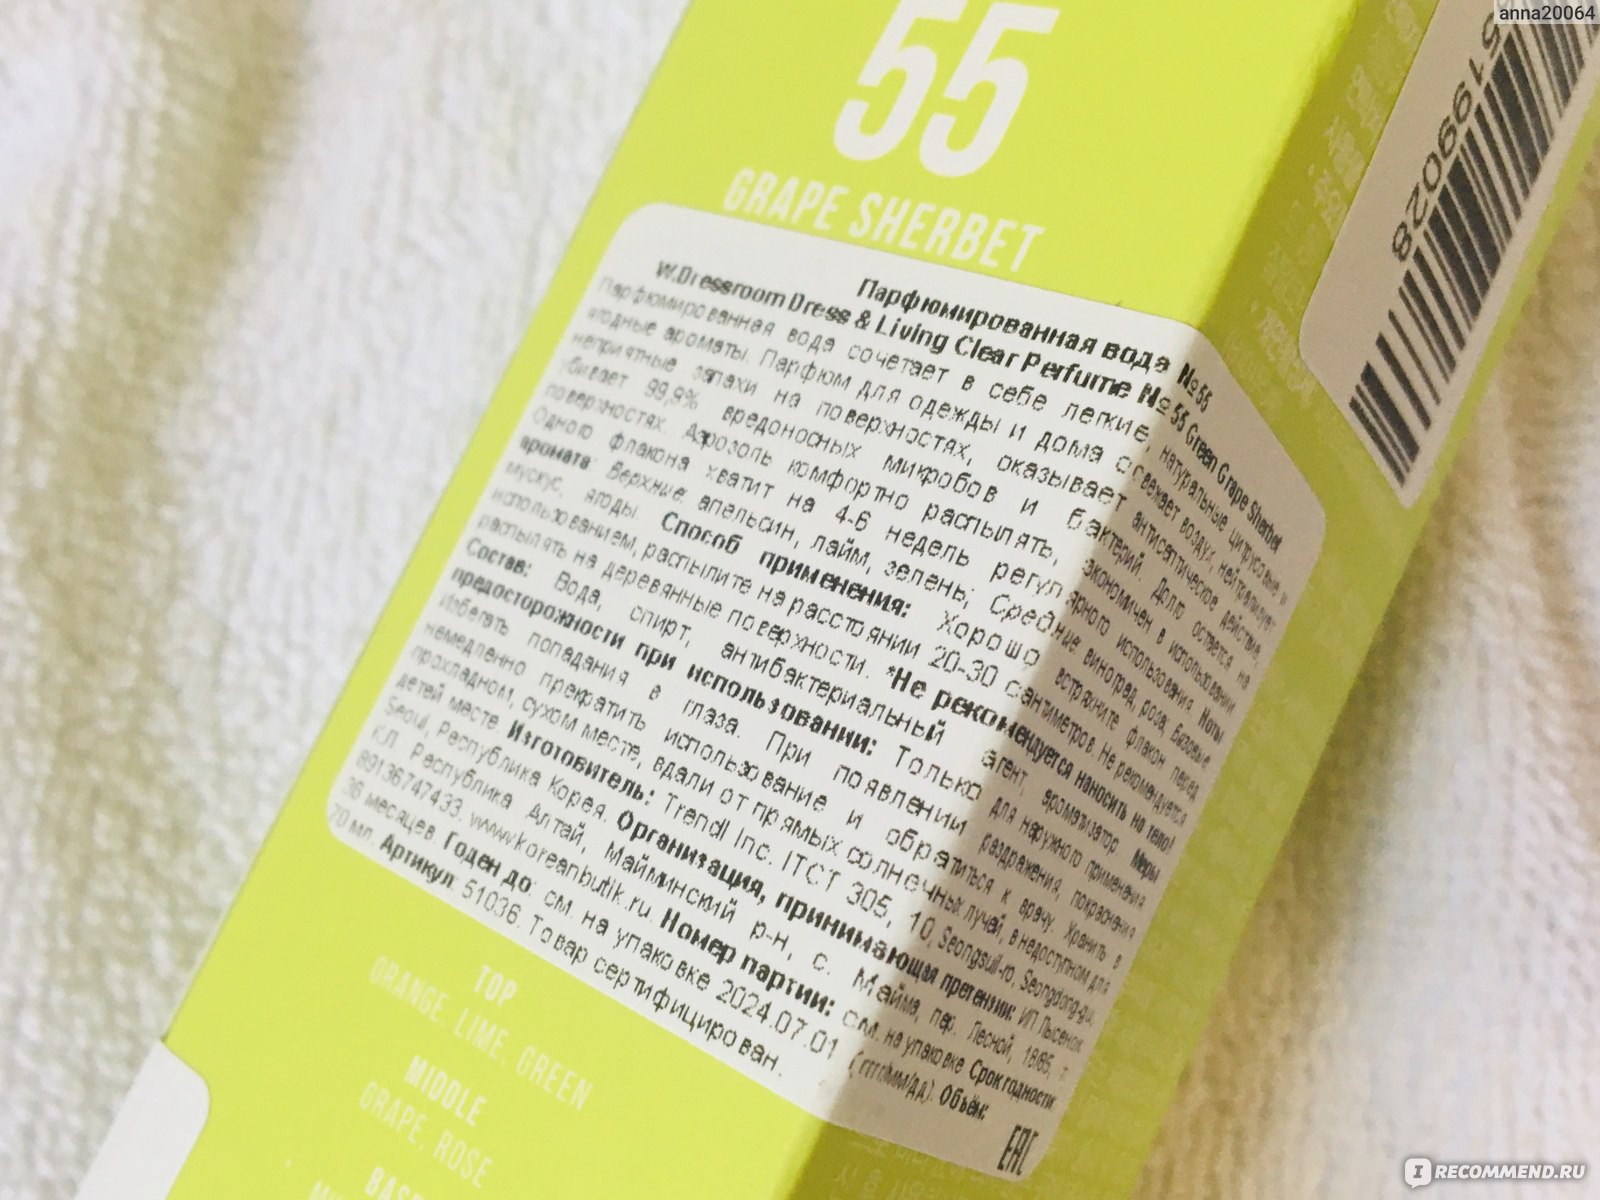 anna20064
55
GRAPE SHERBET
5199028
Парфюмированная вода №55
W.Dressroom Dress & Living Clear Perfume №55 Green Grape Sherbet
Парфюмированная вода сочетает в себе легкие, натуральные цитрусовые и
ягодные ароматы. Парфюм для одежды и дома освежает воздух, нейтрализует
неприятные запахи на поверхностях, оказывает антисептическое действие,
убивает 99,9% вредоносных микробов и бактерий. Долго остается на
поверхностях. Аэрозоль комфортно распылять, экономичен в использовании
Одного флакона хватит на 4-6 недель регулярного использования. Ноты
аромата: Верхние: апельсин, лайм, зелень; Средние: виноград, роза; Базовые:
мускус, ягоды. Способ применения: Хорошо встряхните флакон перед
использованием, распылите на расстоянии 20-30 сантиметров. Не рекомендуется
распылять на деревянные поверхности. *Не рекомендуется наносить на тело!
Состав: Вода, спирт, антибактериальный агент, ароматизатор. Меры
предосторожности при использовании: Только для наружного применения.
Избегать попадания в глаза. При появлении раздражения, покраснения
немедленно прекратить использование и обратиться к врачу. Хранить в
прохладном, сухом месте, вдали от прямых солнечных лучей, в недоступном для
детей месте. Изготовитель: Trendl Inc. ITCT 305, 10, Seongsuil-ro, Seongdong-gu,
Seoul, Республика Корея. Организация, принимающая претензии: ИП Лысенок
Республика Алтай, Майминский р-н, с. Майма, пер. Лесной, 18/85, т.
89136747433, www.koreanbutik.ru. Номер партии: см. на упаковке Срок годности:
36 месяцев. Годен до: см. на упаковке 2024.07.01 (гггг/мм/дд). Объём:
70 мл. Артикул: 51036. Товар сертифицирован.
EAC
TOP
ORANGE, LIME, GREEN
MIDDLE
GRAPE, ROSE
IRECOMMEND.RU